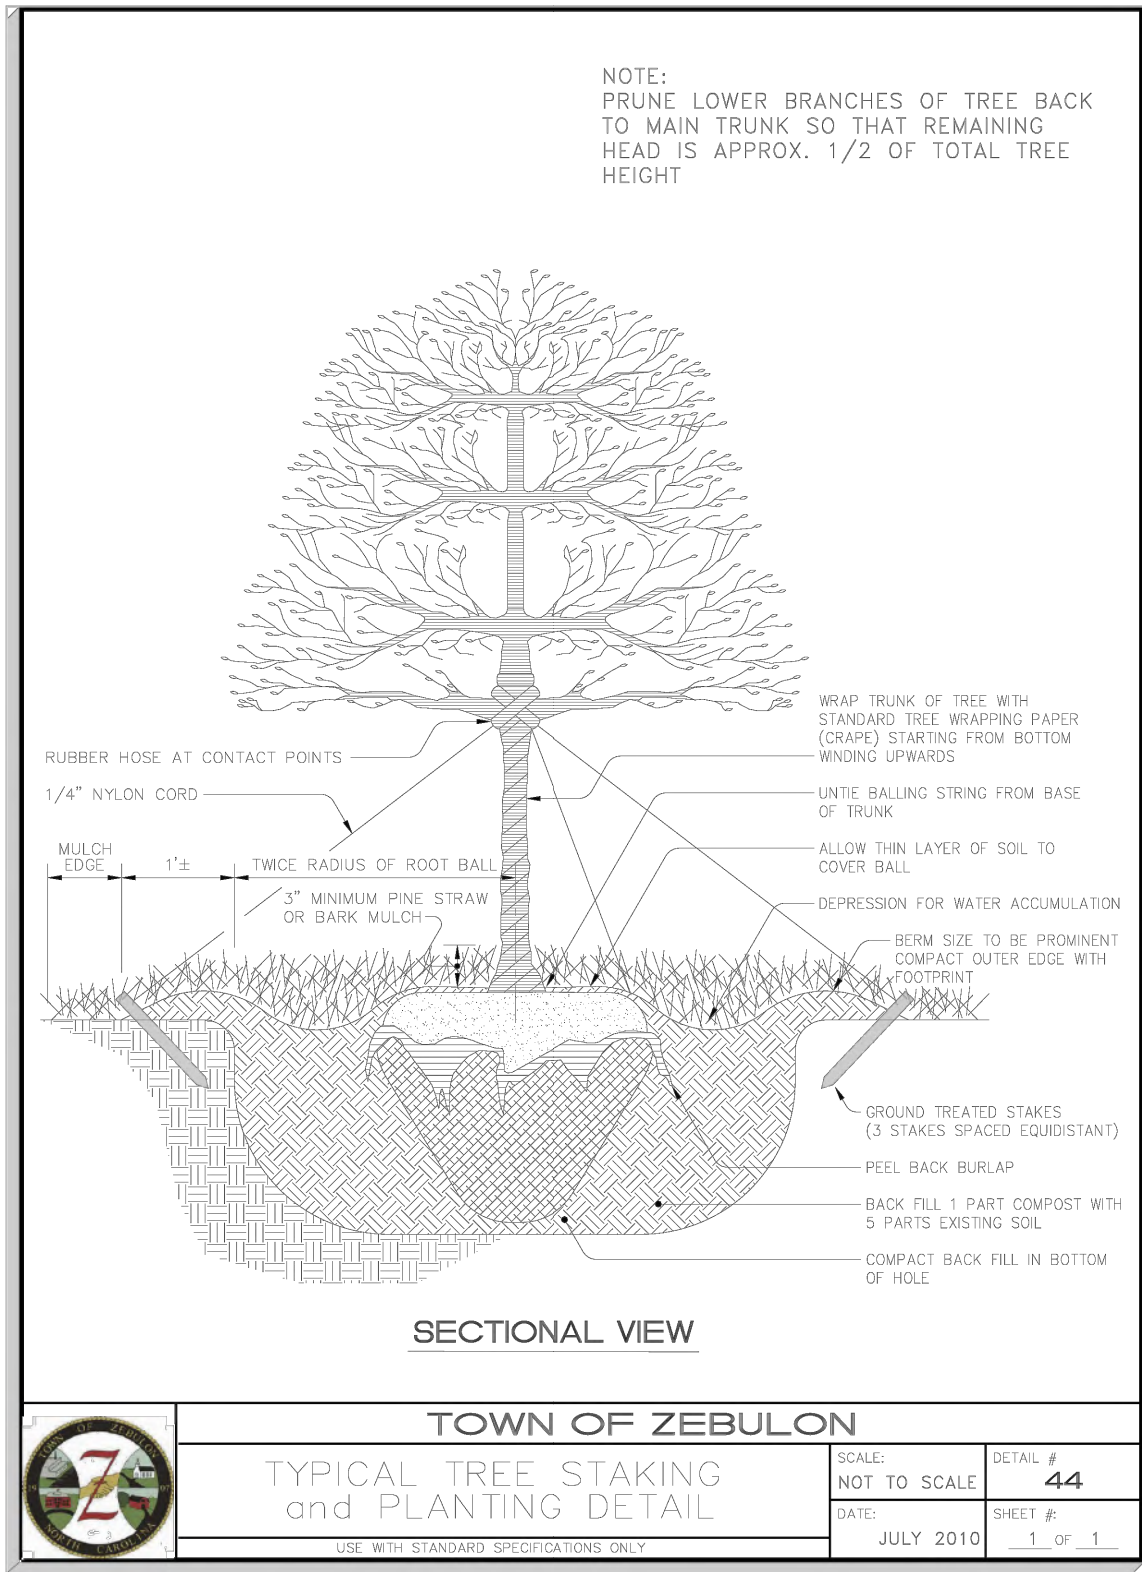 NOTE:
PRUNE LOWER BRANCHES OF TREE BACK
TO MAIN TRUNK SO THAT REMAINING
HEAD IS APPROX. 1/2 OF TOTAL TREE
HEIGHT
WRAP TRUNK OF TREE WITH
STANDARD TREE WRAPPING PAPER
(CRAPE) STARTING FROM BOTTOM
WINDING UPWARDS
RUBBER HOSE AT CONTACT POINTS
1/4" NYLON CORD
UNTIE BALLING STRING FROM BASE
OF TRUNK
MULCH
EDGE
1'±
TWICE RADIUS OF ROOT BALL
ALLOW THIN LAYER OF SOIL TO
COVER BALL
3" MINIMUM PINE STRAW
OR BARK MULCH
DEPRESSION FOR WATER ACCUMULATION
BERM SIZE TO BE PROMINENT
COMPACT OUTER EDGE WITH
FOOTPRINT
GROUND TREATED STAKES
(3 STAKES SPACED EQUIDISTANT)
PEEL BACK BURLAP
BACK FILL 1 PART COMPOST WITH
5 PARTS EXISTING SOIL
COMPACT BACK FILL IN BOTTOM
OF HOLE
SECTIONAL VIEW
TOWN OF ZEBULON
Z
1907
NORTH CAROLINA
TOWN OF ZEBULON
TYPICAL TREE STAKING
and PLANTING DETAIL
USE WITH STANDARD SPECIFICATIONS ONLY
SCALE:
NOT TO SCALE
DETAIL #
44
DATE:
JULY 2010
SHEET #:
1 OF 1